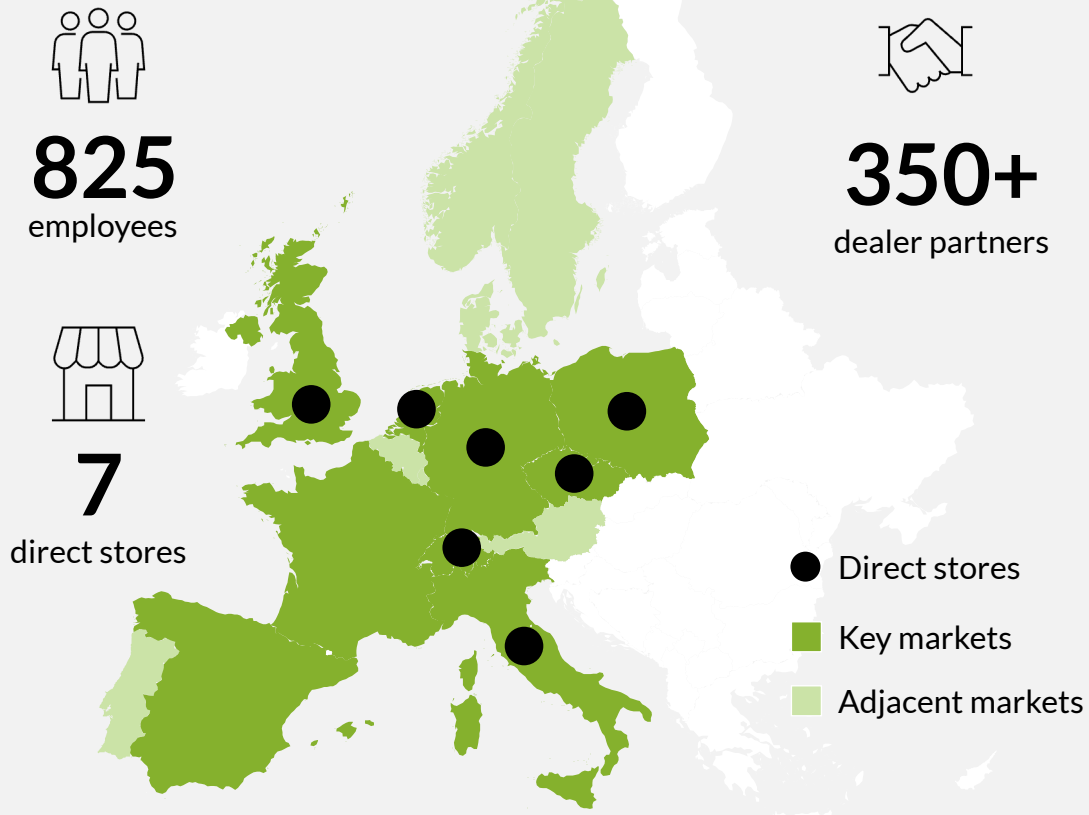 825
employees
350+
dealer partners
7
direct stores
Direct stores
Key markets
Adjacent markets